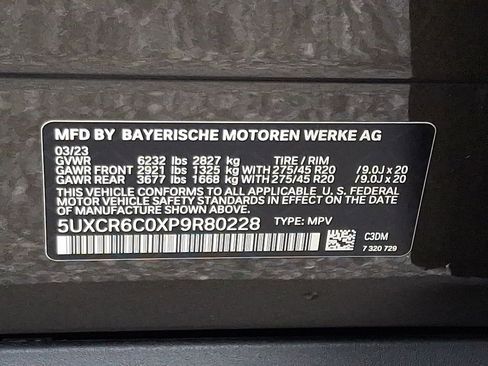 MFD BY BAYERISCHE MOTOREN WERKE AG
03/23
GVWR 6232 lbs 2827 kg TIRE / RIM
GAWR FRONT 2921 lbs 1325 kg WITH 275/45 R20 /9.0J x 20
GAWR REAR 3677 lbs 1668 kg WITH 275/45 R20 /9.0J x 20
THIS VEHICLE CONFORMS TO ALL APPLICABLE U. S. FEDERAL
MOTOR VEHICLE SAFETY STANDARDS IN EFFECT ON THE DATE
OF MANUFACTURE SHOWN ABOVE.
5UXCR6C0XP9R80228 TYPE: MPV
C3DM
7 320 729